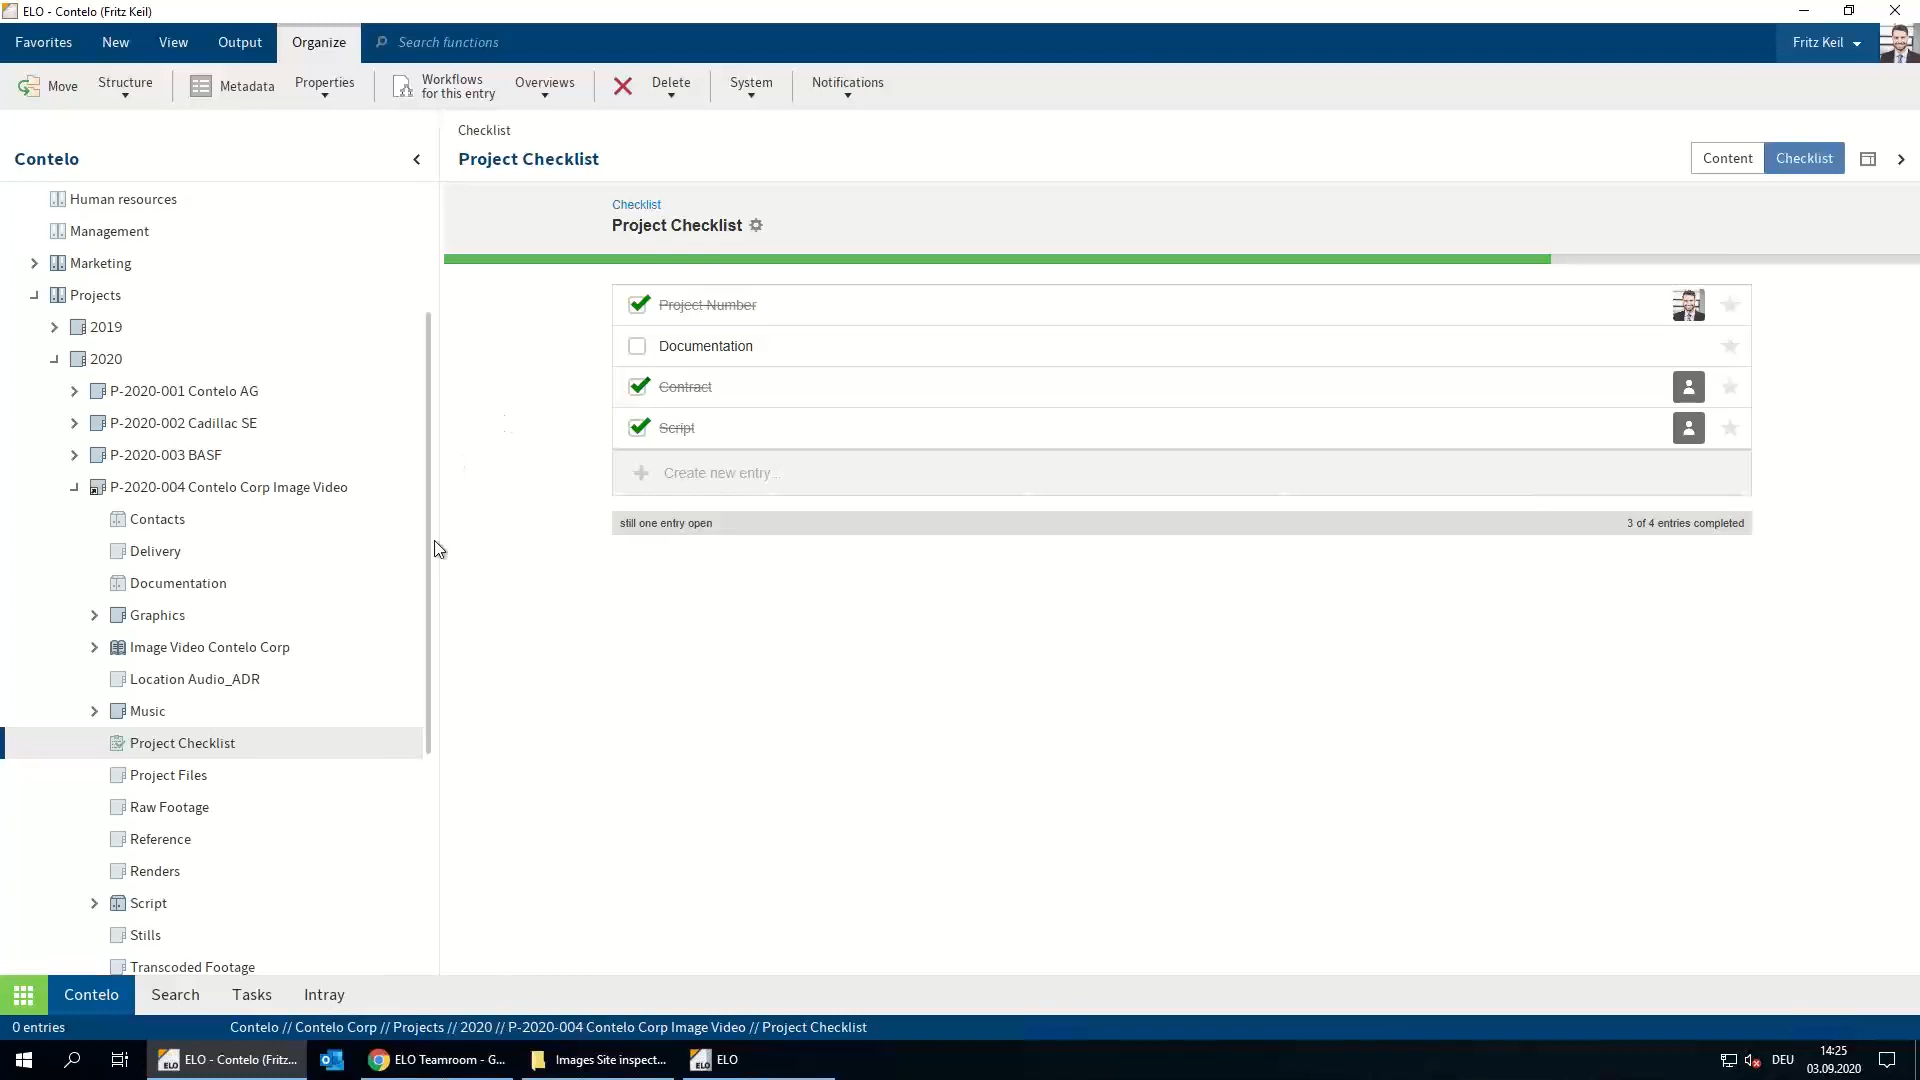 ELO - Contelo (Fritz Keil)
Favorites New View Output Organize Search functions Fritz Keil
Move Structure Metadata Properties Workflows for this entry Overviews Delete System Notifications
Contelo
Human resources
Management
Marketing
Projects
2019
2020
P-2020-001 Contelo AG
P-2020-002 Cadillac SE
P-2020-003 BASF
P-2020-004 Contelo Corp Image Video
Contacts
Delivery
Documentation
Graphics
Image Video Contelo Corp
Location Audio_ADR
Music
Project Checklist
Project Files
Raw Footage
Reference
Renders
Script
Stills
Transcoded Footage
Checklist
Project Checklist
Content Checklist
Checklist
Project Checklist
Project Number
Documentation
Contract
Script
Create new entry...
still one entry open 3 of 4 entries completed
Contelo Search Tasks Intray
0 entries Contelo // Contelo Corp // Projects // 2020 // P-2020-004 Contelo Corp Image Video // Project Checklist
ELO - Contelo (Fritz... ELO Teamroom - G... Images Site inspect... ELO DEU 14:25
03.09.2020